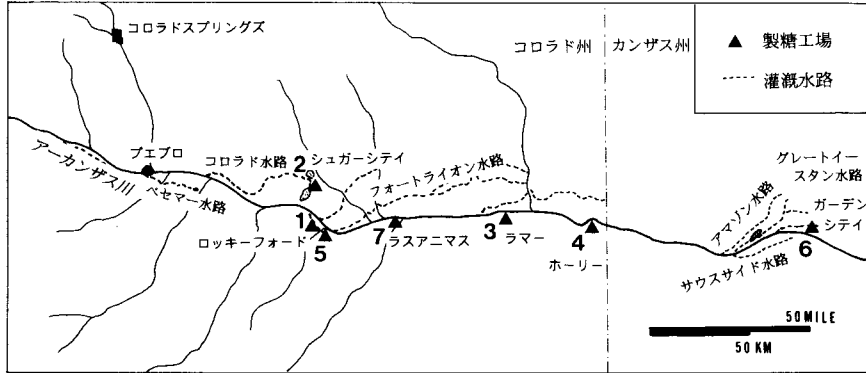 コロラドスプリングズ
コロラド州
カンザス州
製糖工場
灌漑水路
プエブロ
アーカンザス川
ベセマー水路
コロラド水路
2
シュガーシティ
フォートライオン水路
グレートイー
スタン水路
アマゾン水路
ガーデン
シティ
1
ロッキーフォード
5
7
ラスアニマス
3
ラマー
4
ホーリー
サウスサイド水路
6
50 MILE
50 KM